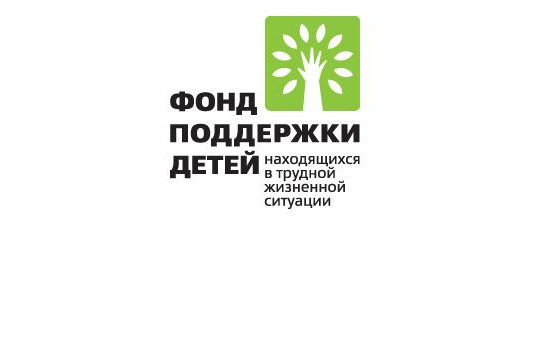 ФОНД
ПОДДЕРЖКИ
ДЕТЕЙ
находящихся
в трудной
жизненной
ситуации